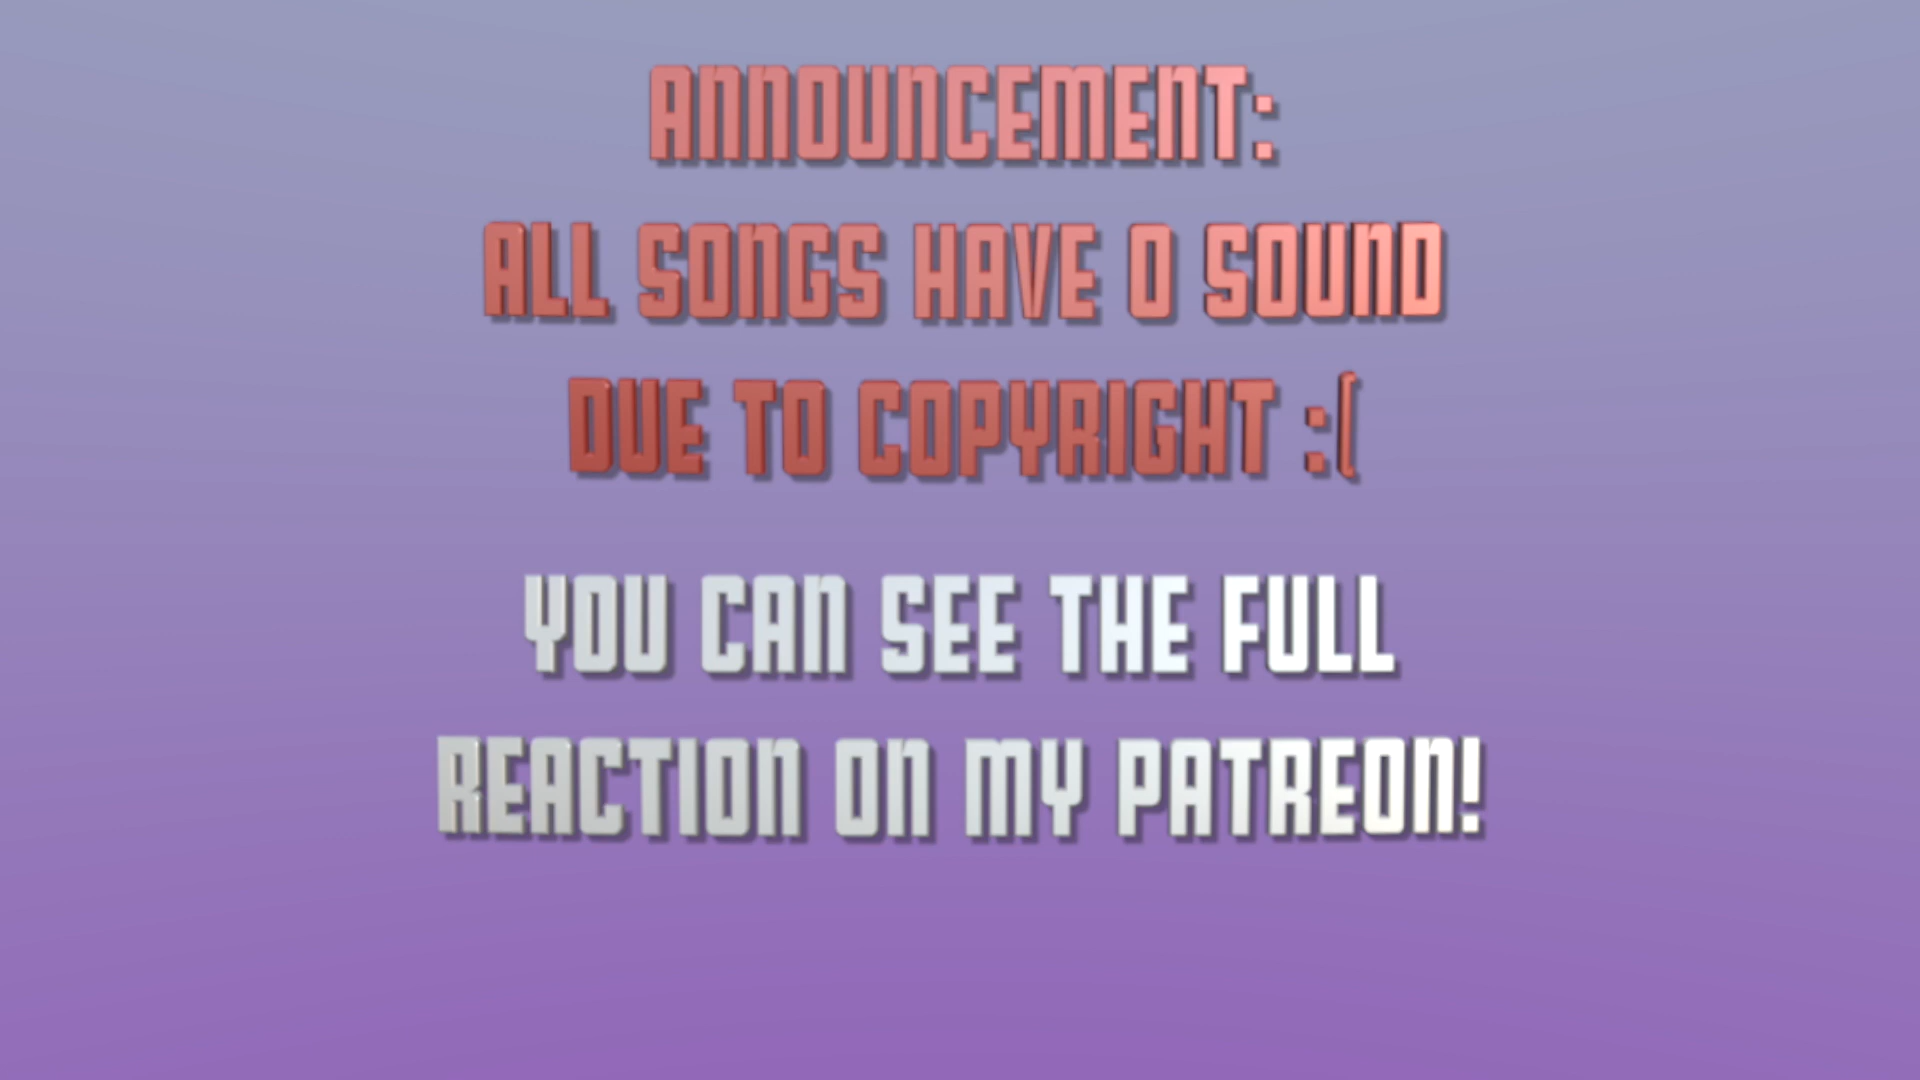 ANNOUNCEMENT:
ALL SONGS HAVE 0 SOUND
DUE TO COPYRIGHT :(
YOU CAN SEE THE FULL
REACTION ON MY PATREON!